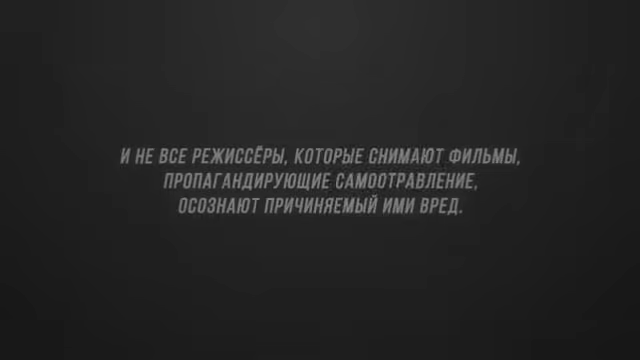 И НЕ ВСЕ РЕЖИССЁРЫ, КОТОРЫЕ СНИМАЮТ ФИЛЬМЫ,
ПРОПАГАНДИРУЮЩИЕ САМООТРАВЛЕНИЕ,
ОСОЗНАЮТ ПРИЧИНЯЕМЫЙ ИМИ ВРЕД.